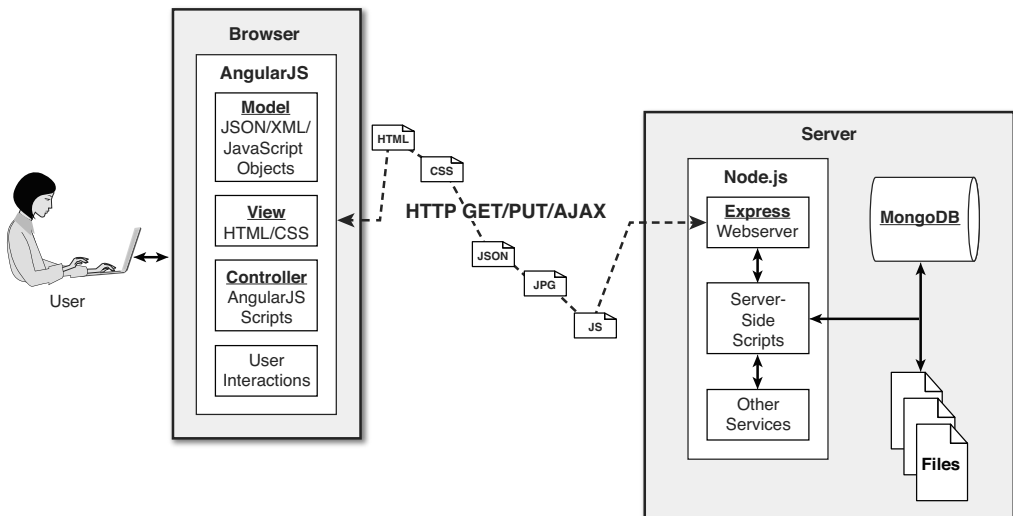 Browser
AngularJS
Model
JSON/XML/
JavaScript
Objects
View
HTML/CSS
Controller
AngularJS
Scripts
User
Interactions
User
HTML
CSS
HTTP GET/PUT/AJAX
JSON
JPG
JS
Server
Node.js
Express
Webserver
Server-
Side
Scripts
Other
Services
MongoDB
Files